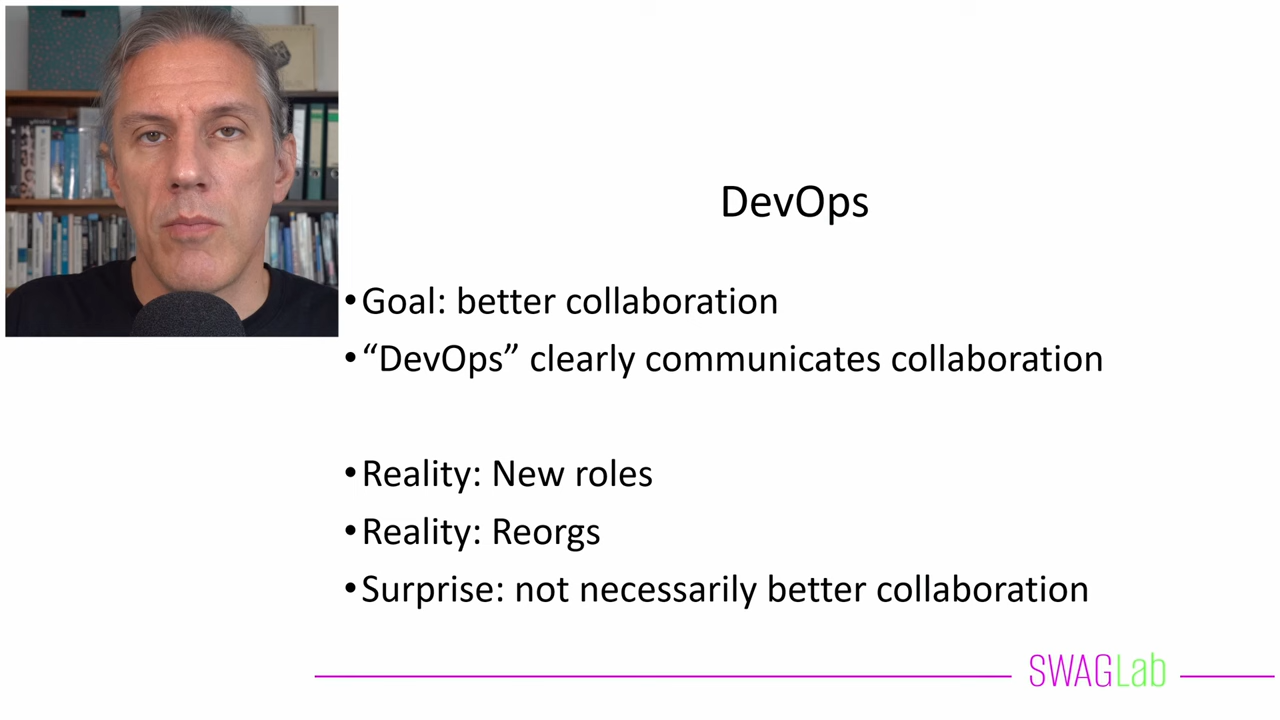 DevOps
•Goal: better collaboration
•“DevOps” clearly communicates collaboration
•Reality: New roles
•Reality: Reorgs
•Surprise: not necessarily better collaboration
SWAGLab